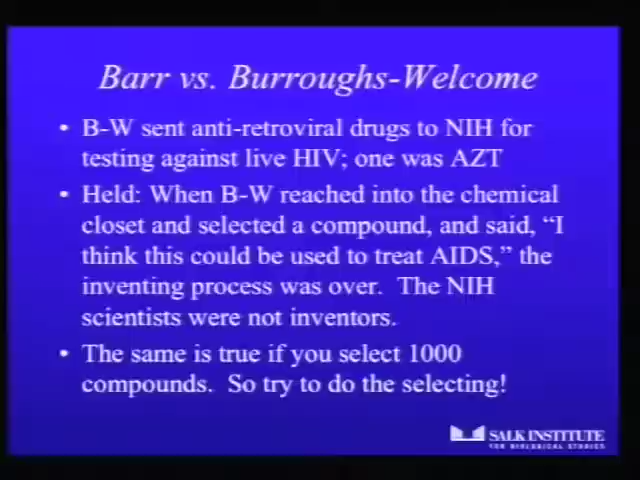 Barr vs. Burroughs-Welcome
• B-W sent anti-retroviral drugs to NIH for
testing against live HIV; one was AZT
• Held: When B-W reached into the chemical
closet and selected a compound, and said, “I
think this could be used to treat AIDS,” the
inventing process was over. The NIH
scientists were not inventors.
• The same is true if you select 1000
compounds. So try to do the selecting!
SALK INSTITUTE
FOR BIOLOGICAL STUDIES